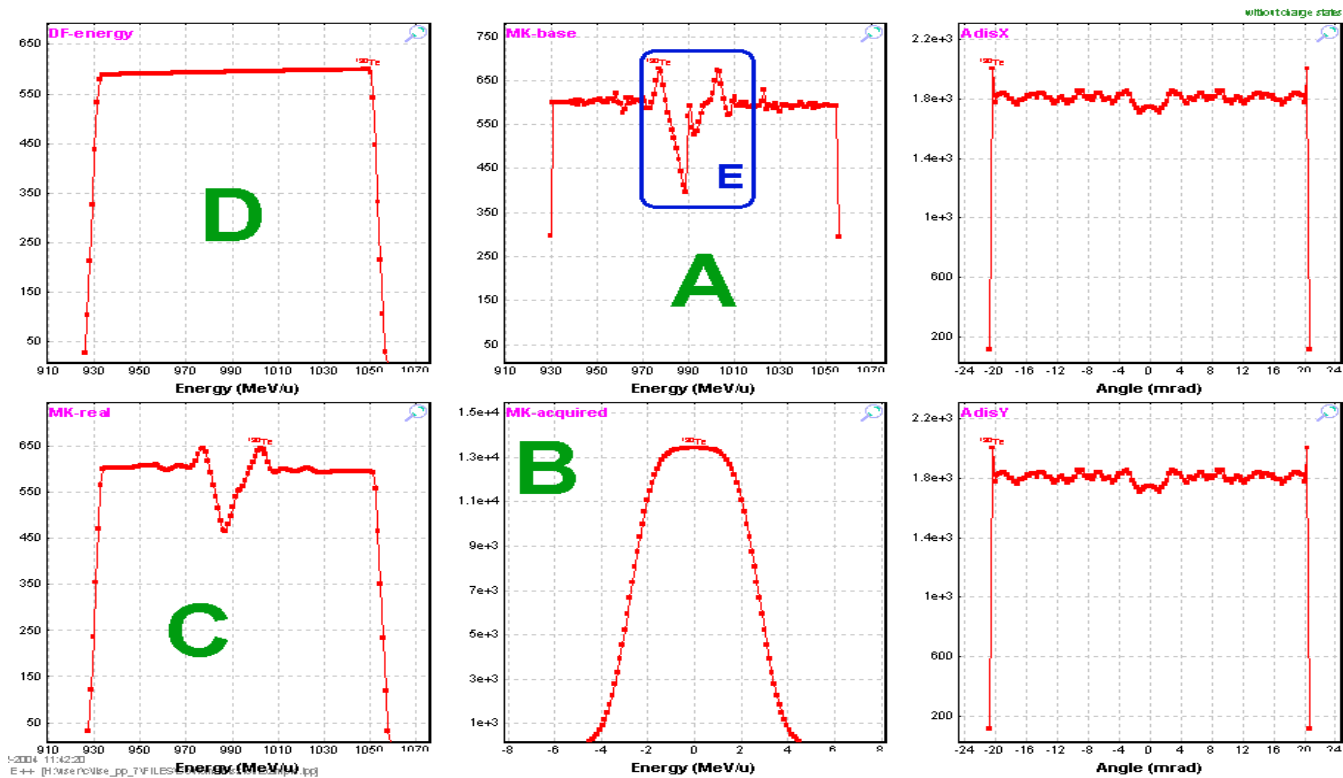 without charge states
DF-energy
650
550
450
350
250
150
50
D
910 930 950 970 990 1010 1030 1050 1070
Energy (MeV/u)
MK-base
750
650
550
450
350
250
150
50
¹³⁰Te
E
A
910 930 950 970 990 1010 1030 1050 1070
Energy (MeV/u)
AdisX
2.2e+3
1.8e+3
1.4e+3
1e+3
600
200
-24 -20 -16 -12 -8 -4 0 4 8 12 16 20 24
Angle (mrad)
MK-real
650
550
450
350
250
150
50
C
910 930 950 970 990 1010 1030 1050 1070
Energy (MeV/u)
MK-acquired
1.5e+4
1.3e+4
1.1e+4
9e+3
7e+3
5e+3
3e+3
1e+3
B
-8 -6 -4 -2 0 2 4 6 8
Energy (MeV/u)
AdisY
2.2e+3
1.8e+3
1.4e+3
1e+3
600
200
-24 -20 -16 -12 -8 -4 0 4 8 12 16 20 24
Angle (mrad)
11:42:20